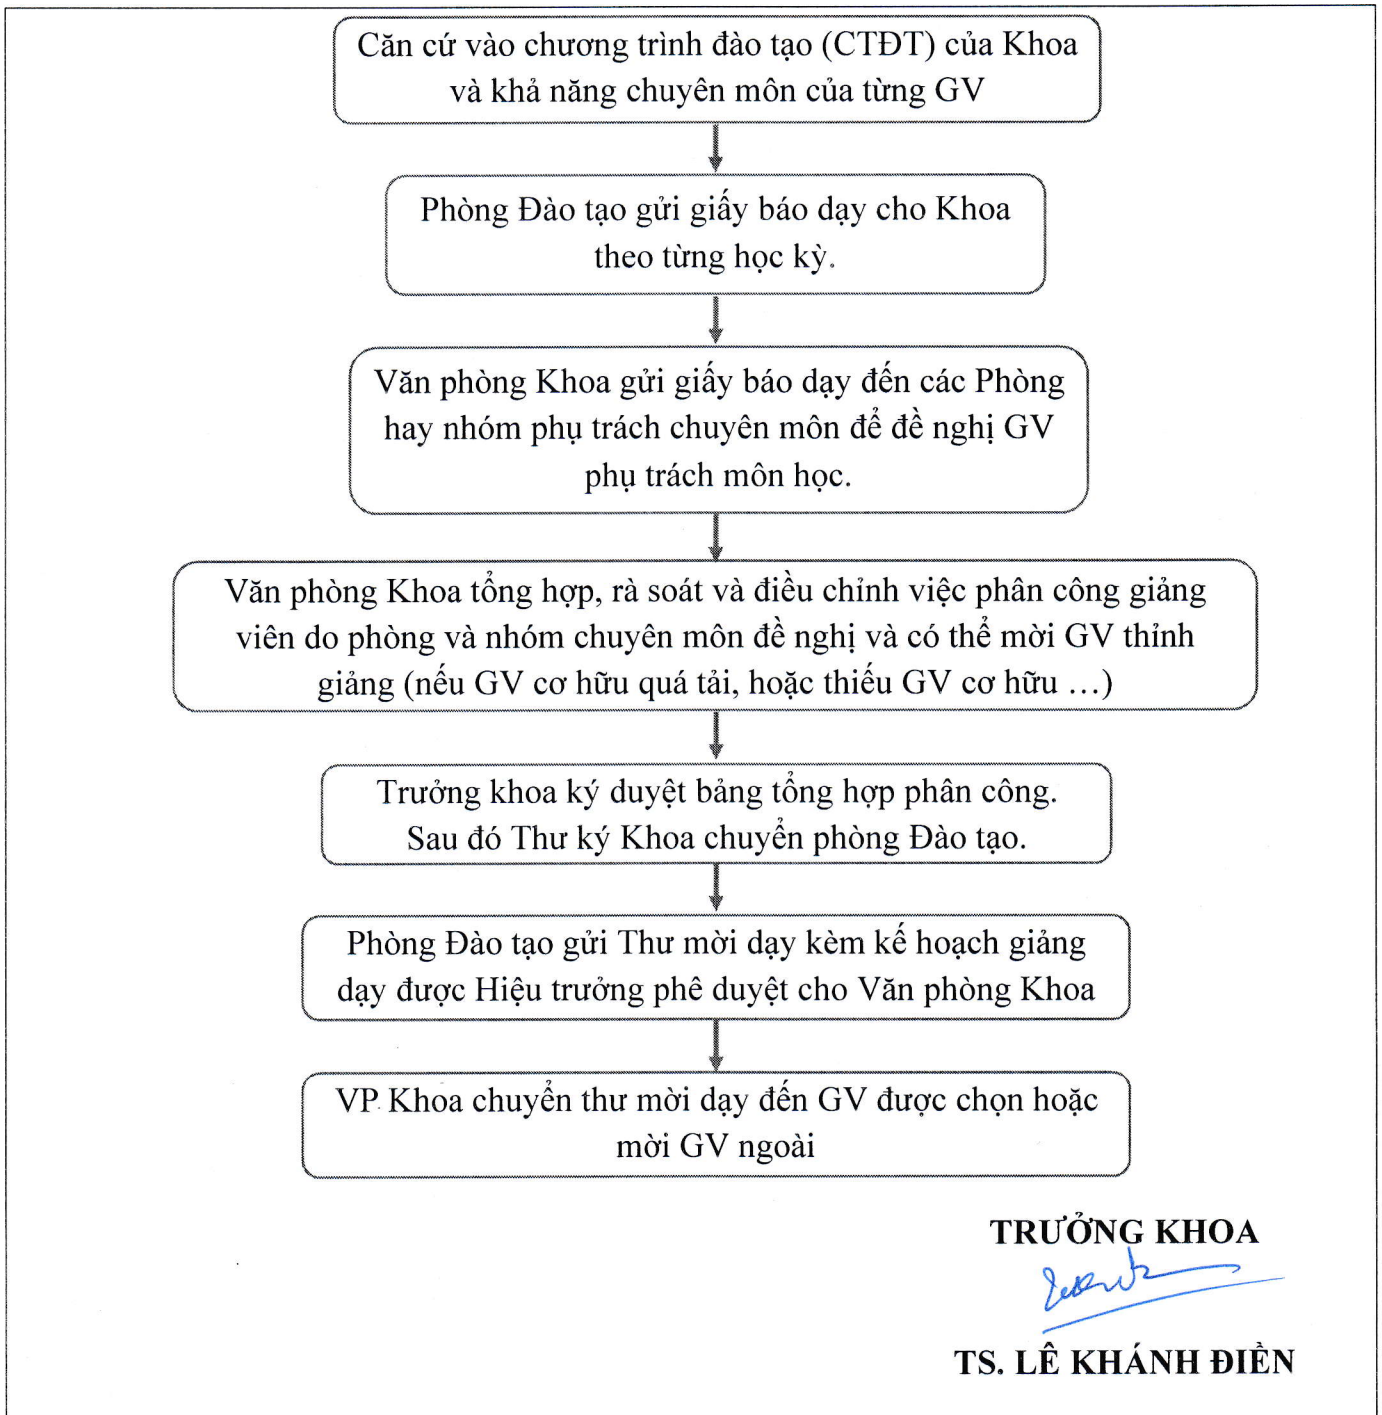 Căn cứ vào chương trình đào tạo (CTĐT) của Khoa
và khả năng chuyên môn của từng GV
Phòng Đào tạo gửi giấy báo dạy cho Khoa
theo từng học kỳ.
Văn phòng Khoa gửi giấy báo dạy đến các Phòng
hay nhóm phụ trách chuyên môn để đề nghị GV
phụ trách môn học.
Văn phòng Khoa tổng hợp, rà soát và điều chỉnh việc phân công giảng
viên do phòng và nhóm chuyên môn đề nghị và có thể mời GV thỉnh
giảng (nếu GV cơ hữu quá tải, hoặc thiếu GV cơ hữu …)
Trưởng khoa ký duyệt bảng tổng hợp phân công.
Sau đó Thư ký Khoa chuyển phòng Đào tạo.
Phòng Đào tạo gửi Thư mời dạy kèm kế hoạch giảng
dạy được Hiệu trưởng phê duyệt cho Văn phòng Khoa
VP Khoa chuyển thư mời dạy đến GV được chọn hoặc
mời GV ngoài
TRƯỞNG KHOA
TS. LÊ KHÁNH ĐIỀN